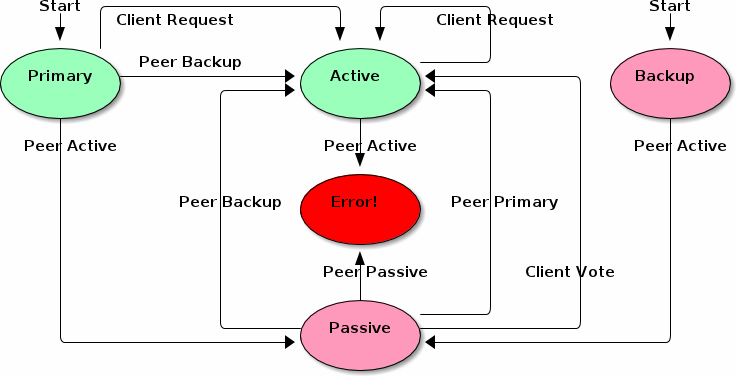 Start
Start
Client Request
Client Request
Peer Backup
Primary
Active
Backup
Peer Active
Peer Active
Peer Active
Peer Backup
Error!
Peer Primary
Peer Passive
Client Vote
Passive